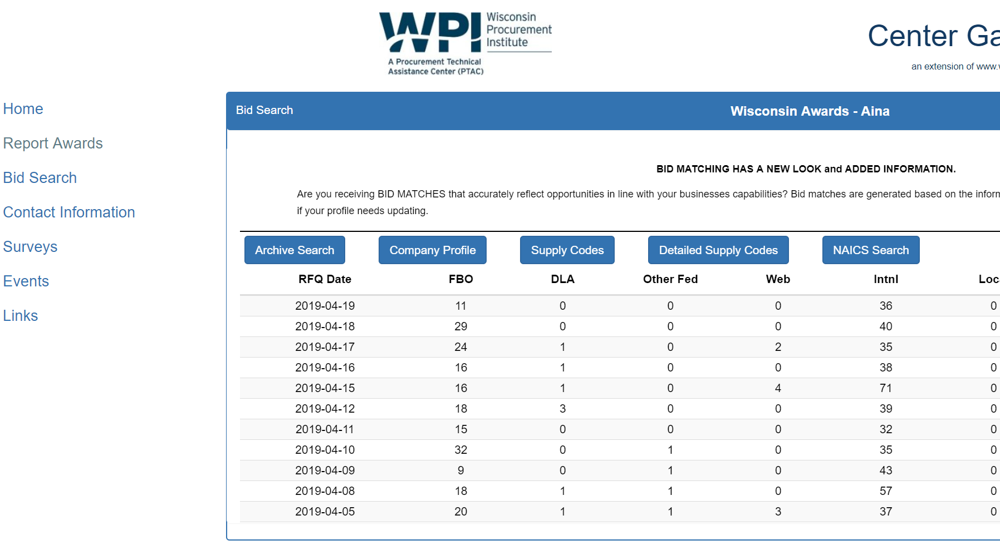 WPI
Wisconsin
Procurement
Institute
A Procurement Technical
Assistance Center (PTAC)
Center Ga
an extension of www.
Home
Report Awards
Bid Search
Contact Information
Surveys
Events
Links
Bid Search Wisconsin Awards - Aina
BID MATCHING HAS A NEW LOOK and ADDED INFORMATION.
Are you receiving BID MATCHES that accurately reflect opportunities in line with your businesses capabilities? Bid matches are generated based on the inform
if your profile needs updating.
Archive Search Company Profile Supply Codes Detailed Supply Codes NAICS Search
RFQ Date FBO DLA Other Fed Web Intnl Loc
2019-04-19 11 0 0 0 36 0
2019-04-18 29 0 0 0 40 0
2019-04-17 24 1 0 2 35 0
2019-04-16 16 1 0 0 38 0
2019-04-15 16 1 0 4 71 0
2019-04-12 18 3 0 0 39 0
2019-04-11 15 0 0 0 32 0
2019-04-10 32 0 1 0 35 0
2019-04-09 9 0 1 0 43 0
2019-04-08 18 1 1 0 57 0
2019-04-05 20 1 1 3 37 0